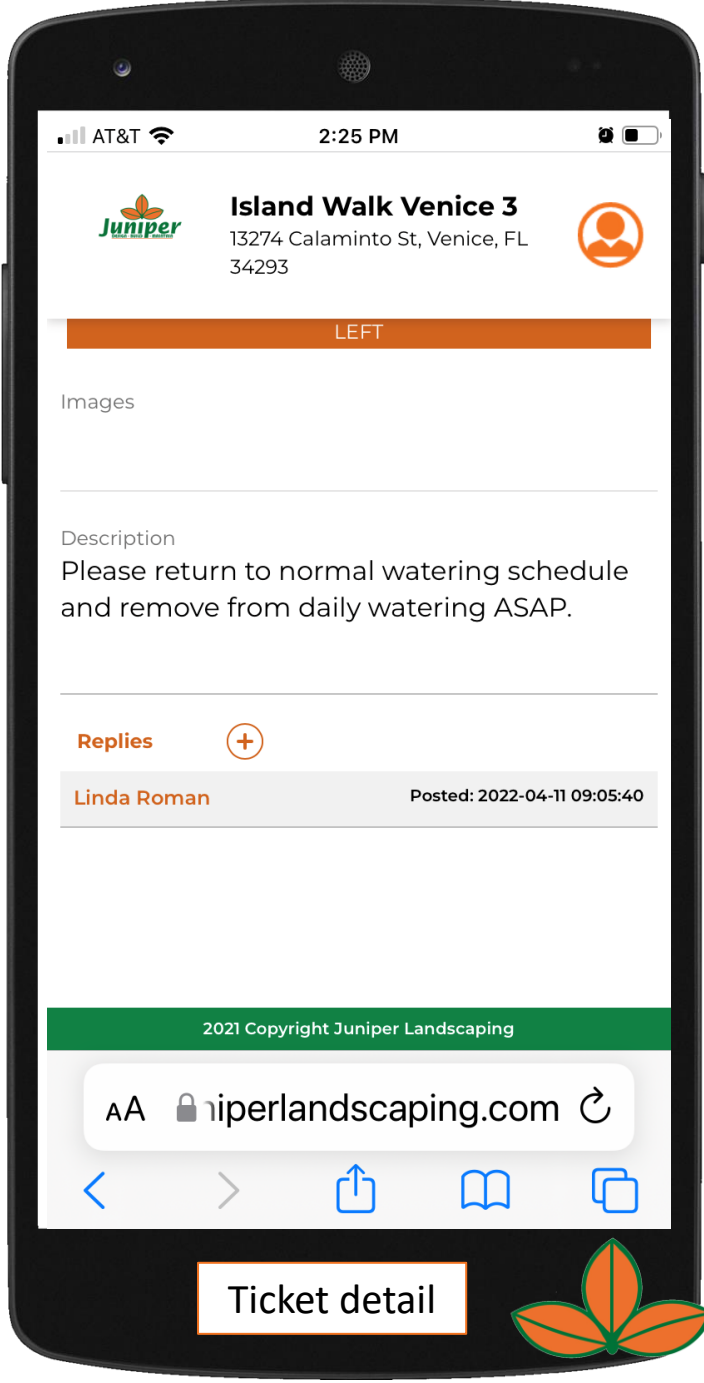 AT&T
2:25 PM
Juniper
Island Walk Venice 3
13274 Calaminto St, Venice, FL
34293
LEFT
Images
Description
Please return to normal watering schedule
and remove from daily watering ASAP.
Replies
+
Linda Roman
Posted: 2022-04-11 09:05:40
2021 Copyright Juniper Landscaping
AA
niperlandscaping.com
Ticket detail